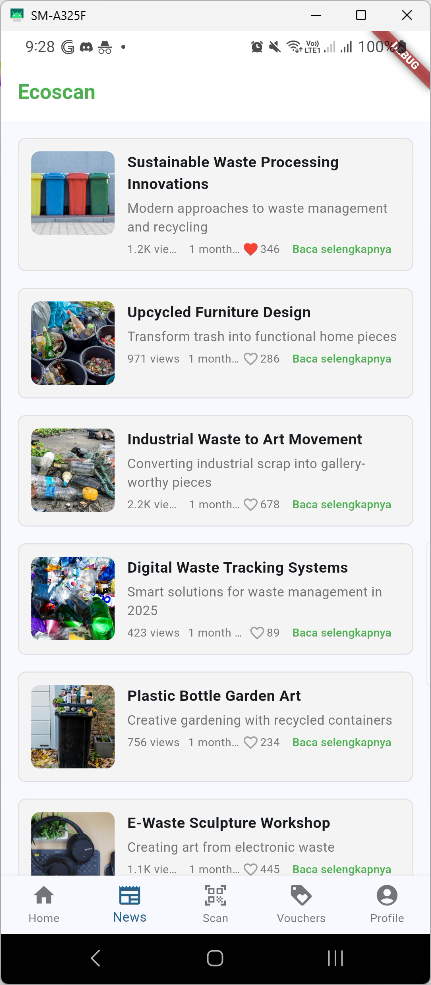 SM-A325F
9:28 G Vo)) LTE1 100%
DEBUG
Ecoscan
Sustainable Waste Processing
Innovations
Modern approaches to waste management
and recycling
1.2K vie... 1 month... 346 Baca selengkapnya
Upcycled Furniture Design
Transform trash into functional home pieces
971 views 1 month... 286 Baca selengkapnya
Industrial Waste to Art Movement
Converting industrial scrap into gallery-
worthy pieces
2.2K vie... 1 month... 678 Baca selengkapnya
Digital Waste Tracking Systems
Smart solutions for waste management in
2025
423 views 1 month ... 89 Baca selengkapnya
Plastic Bottle Garden Art
Creative gardening with recycled containers
756 views 1 month... 234 Baca selengkapnya
E-Waste Sculpture Workshop
Creating art from electronic waste
1.1K vie... 1 month... 445 Baca selengkapnya
Home News Scan Vouchers Profile